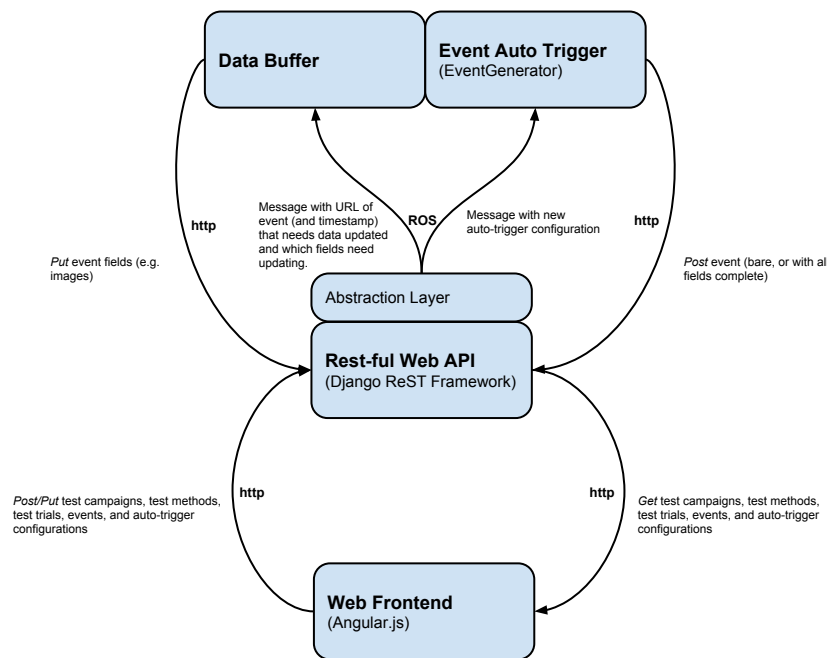 Data Buffer
Event Auto Trigger
(EventGenerator)
http
Message with URL of
event (and timestamp)
that needs data updated
and which fields need
updating.
ROS
Message with new
auto-trigger configuration
http
Put event fields (e.g.
images)
Post event (bare, or with al
fields complete)
Abstraction Layer
Rest-ful Web API
(Django ReST Framework)
http
Post/Put test campaigns, test methods,
test trials, events, and auto-trigger
configurations
http
Get test campaigns, test methods,
test trials, events, and auto-trigger
configurations
Web Frontend
(Angular.js)